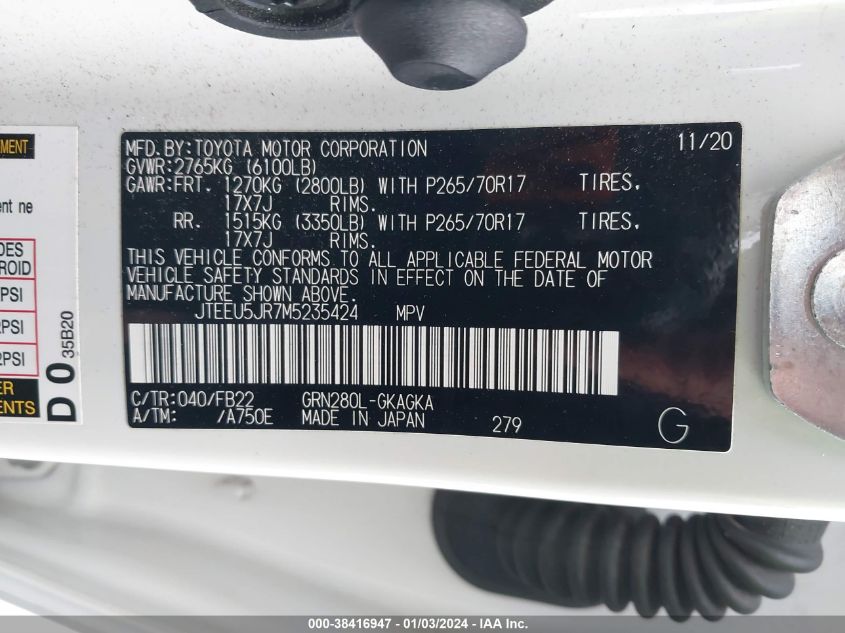 MFD.BY:TOYOTA MOTOR CORPORATION 11/20
GVWR:2765KG (6100LB)
GAWR:FRT. 1270KG (2800LB) WITH P265/70R17 TIRES.
17X7J RIMS.
RR. 1515KG (3350LB) WITH P265/70R17 TIRES.
17X7J RIMS.
THIS VEHICLE CONFORMS TO ALL APPLICABLE FEDERAL MOTOR
VEHICLE SAFETY STANDARDS IN EFFECT ON THE DATE OF
MANUFACTURE SHOWN ABOVE.
JTEEU5JR7M5235424 MPV
C/TR:040/FB22 GRN280L-GKAGKA
A/TM: /A750E MADE IN JAPAN 279 G
D 0 35B20
PSI
PSI
2PSI
000-38416947 - 01/03/2024 - IAA Inc.